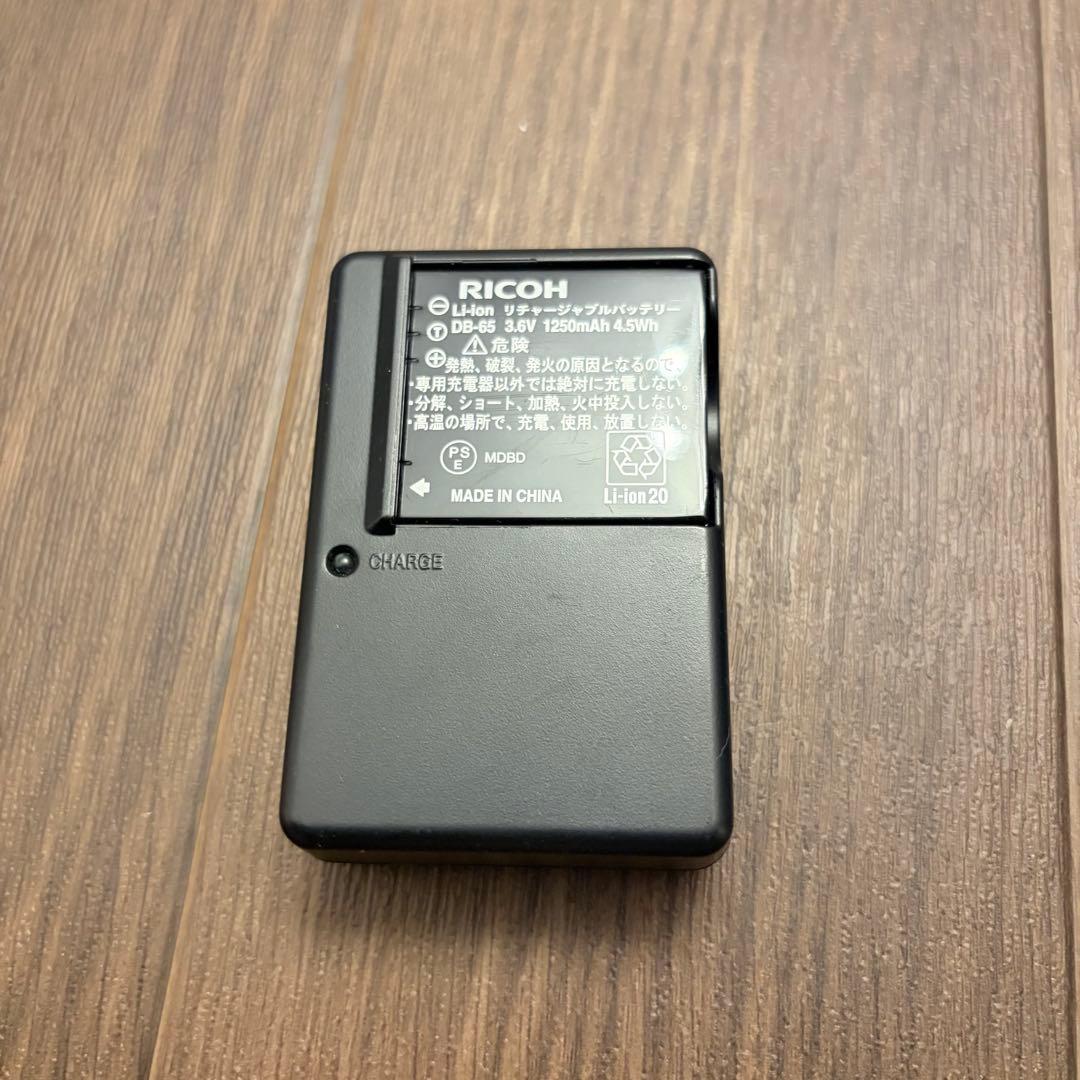 RICOH
⊖ Li-ion リチャージャブルバッテリー
Ⓣ DB-65 3.6V 1250mAh 4.5Wh
⚠危険
⊕発熱、破裂、発火の原因となるので、
・専用充電器以外では絶対に充電しない。
・分解、ショート、加熱、火中投入しない。
・高温の場所で、充電、使用、放置しない。
PS
E
MDBD
MADE IN CHINA
Li-ion20
CHARGE